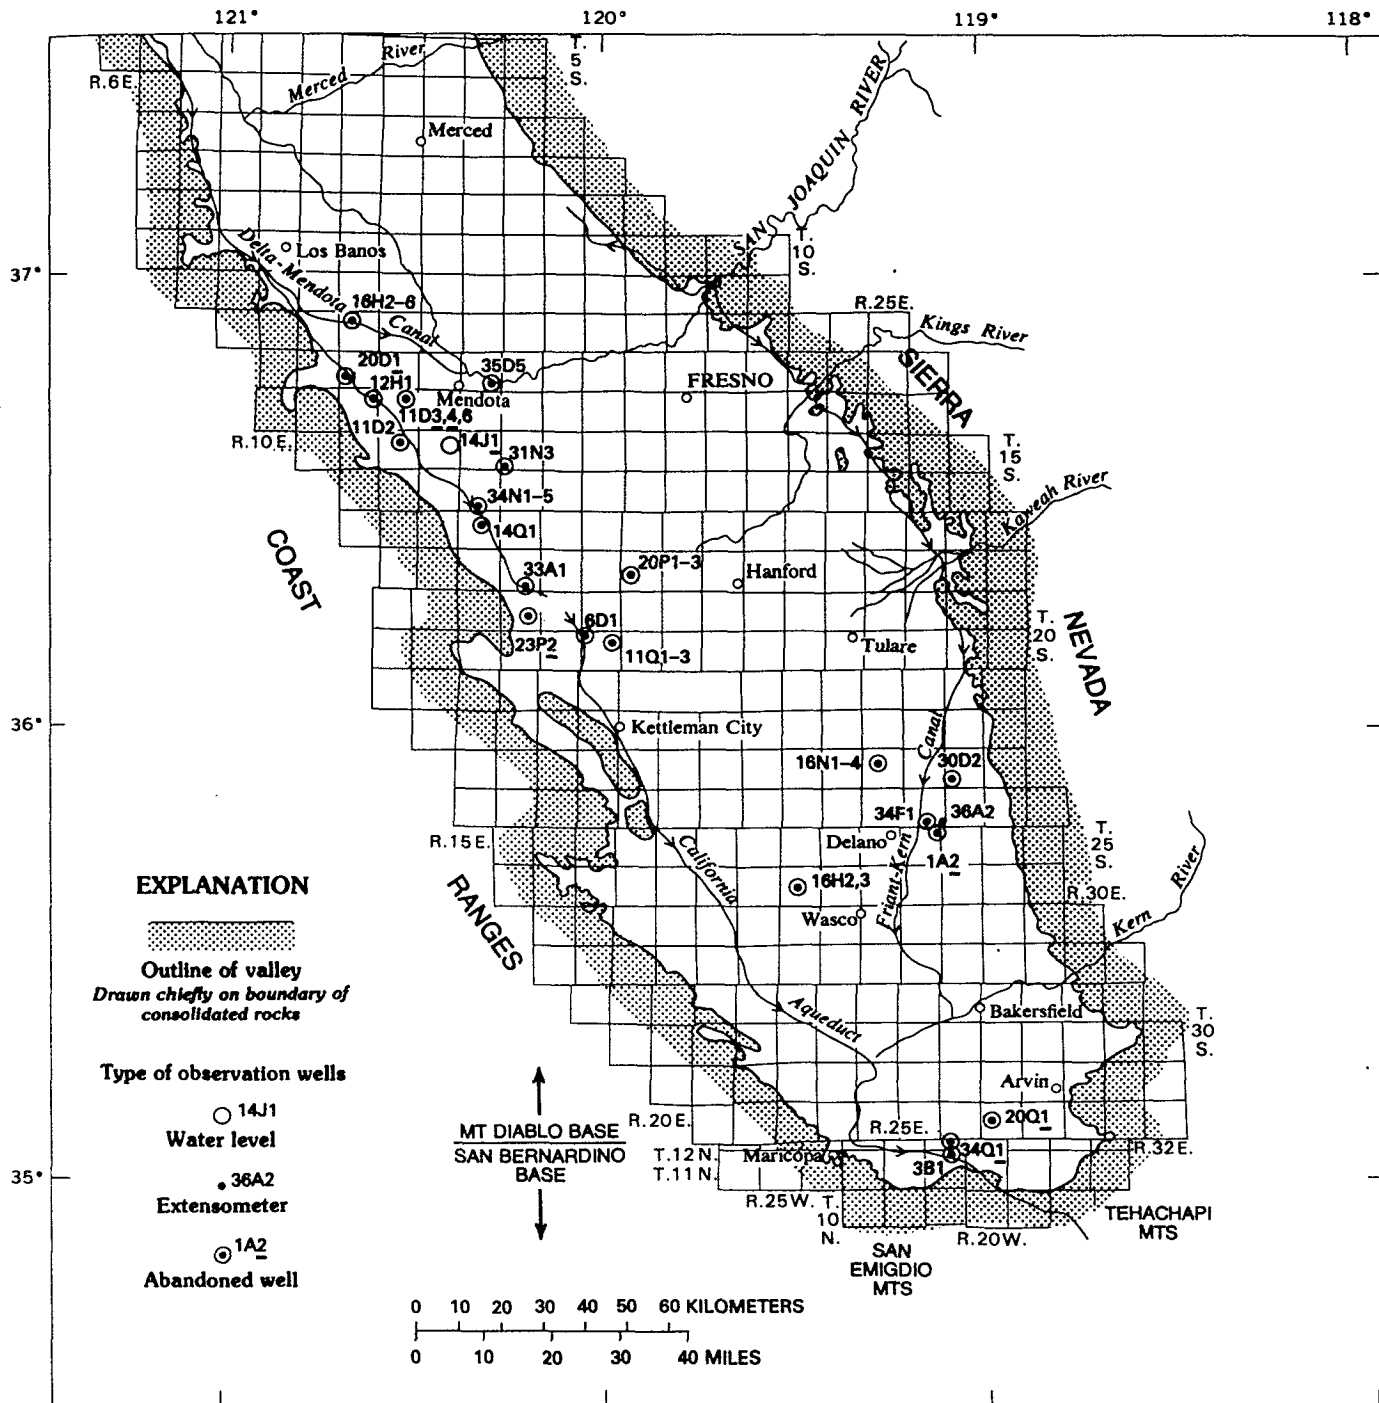 121°
120°
119°
118°
T.
5
S.
R.6E.
Merced River
Merced
SAN JOAQUIN RIVER
T.
10
S.
Delta-Mendota
Los Banos
37°
16H2-6
Canal
R.25E.
Kings River
SIERRA
20D1
12H1
35D5
Mendota
FRESNO
11D3,4,6
R.10E.
11D2
14J1
31N3
T.
15
S.
34N1-5
14Q1
Kaweah River
COAST
33A1
20P1-3
Hanford
6D1
23P2
11Q1-3
Tulare
T.
20
S.
NEVADA
36°
Kettleman City
Canal
16N1-4
30D2
34F1
36A2
R.15E.
Delano
Friant-Kern
1A2
T.
25
S.
California
16H2,3
Wasco
R.30E.
River
Kern
RANGES
EXPLANATION
Outline of valley
Drawn chiefly on boundary of
consolidated rocks
Aqueduct
Bakersfield
T.
30
S.
Type of observation wells
14J1
Water level
36A2
Extensometer
1A2
Abandoned well
Arvin
20Q1
R.20E.
R.25E.
MT DIABLO BASE
SAN BERNARDINO
BASE
T.12N.
T.11N.
Maricopa
34Q1
3B1
R.32E.
35°
R.25W.
T.
10
N.
R.20W.
TEHACHAPI
MTS
SAN
EMIGDIO
MTS
0 10 20 30 40 50 60 KILOMETERS
0 10 20 30 40 MILES